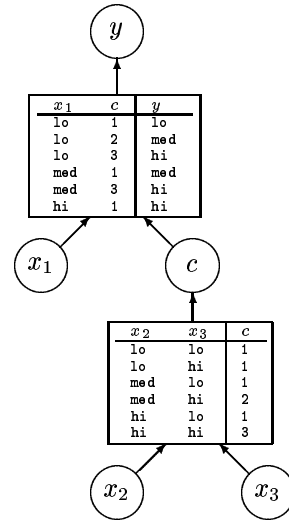 y
x₁ c y
lo 1 lo
lo 2 med
lo 3 hi
med 1 med
med 3 hi
hi 1 hi
x₁ c
x₂ x₃ c
lo lo 1
lo hi 1
med lo 1
med hi 2
hi lo 1
hi hi 3
x₂ x₃